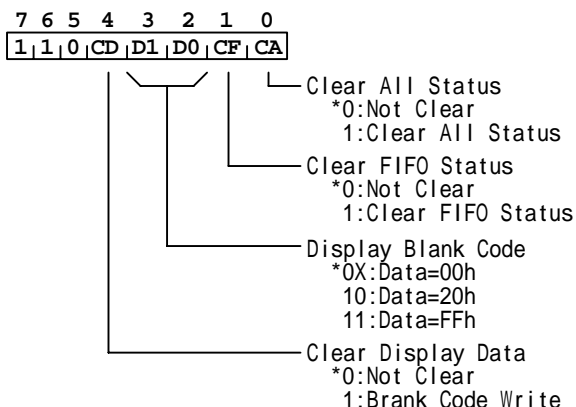 7 6 5 4 3 2 1 0
1 1 0 CD D1 D0 CF CA
Clear All Status
*0:Not Clear
1:Clear All Status
Clear FIFO Status
*0:Not Clear
1:Clear FIFO Status
Display Blank Code
*0X:Data=00h
10:Data=20h
11:Data=FFh
Clear Display Data
*0:Not Clear
1:Brank Code Write